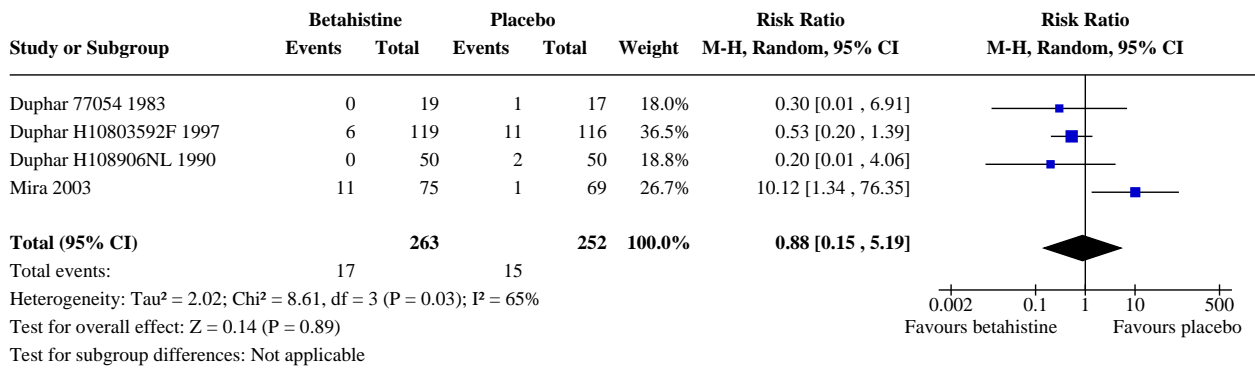 Betahistine Placebo Risk Ratio Risk Ratio
Study or Subgroup Events Total Events Total Weight M-H, Random, 95% CI M-H, Random, 95% CI
Duphar 77054 1983 0 19 1 17 18.0% 0.30 [0.01 , 6.91]
Duphar H10803592F 1997 6 119 11 116 36.5% 0.53 [0.20 , 1.39]
Duphar H108906NL 1990 0 50 2 50 18.8% 0.20 [0.01 , 4.06]
Mira 2003 11 75 1 69 26.7% 10.12 [1.34 , 76.35]
Total (95% CI) 263 252 100.0% 0.88 [0.15 , 5.19]
Total events: 17 15
Heterogeneity: Tau² = 2.02; Chi² = 8.61, df = 3 (P = 0.03); I² = 65%
0.002 0.1 1 10 500
Test for overall effect: Z = 0.14 (P = 0.89)
Favours betahistine Favours placebo
Test for subgroup differences: Not applicable